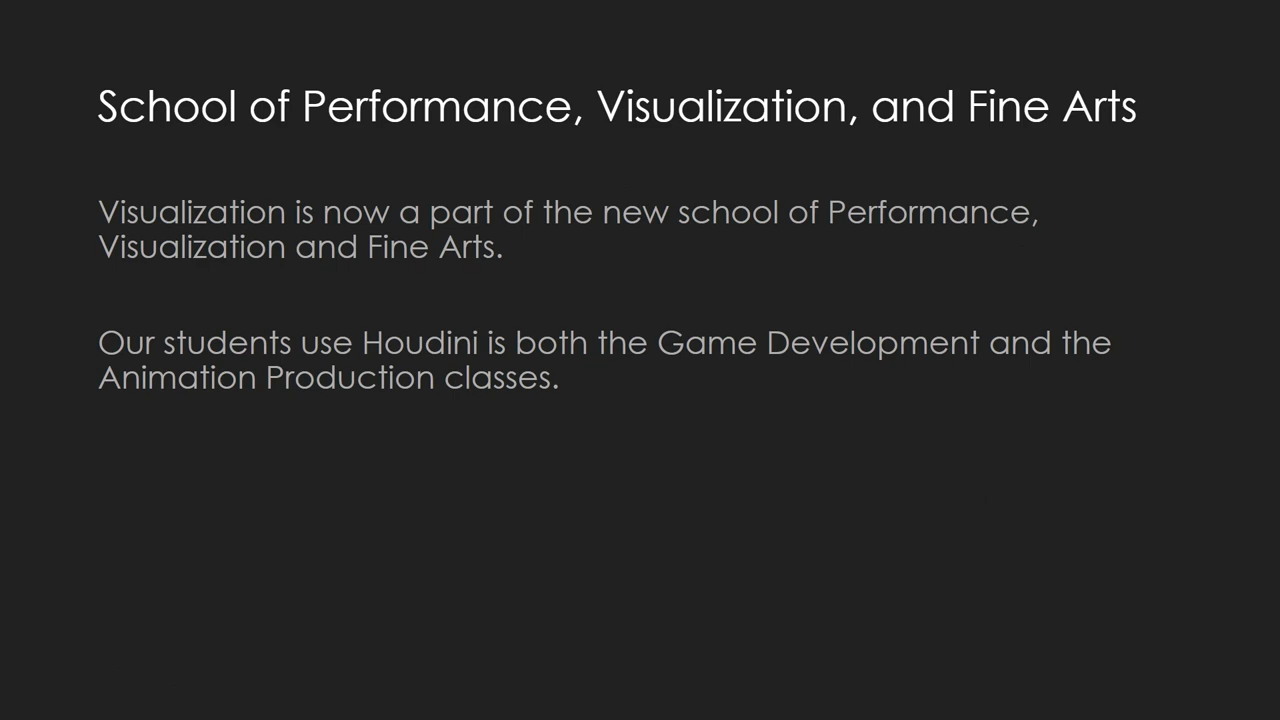 School of Performance, Visualization, and Fine Arts
Visualization is now a part of the new school of Performance,
Visualization and Fine Arts.
Our students use Houdini is both the Game Development and the
Animation Production classes.